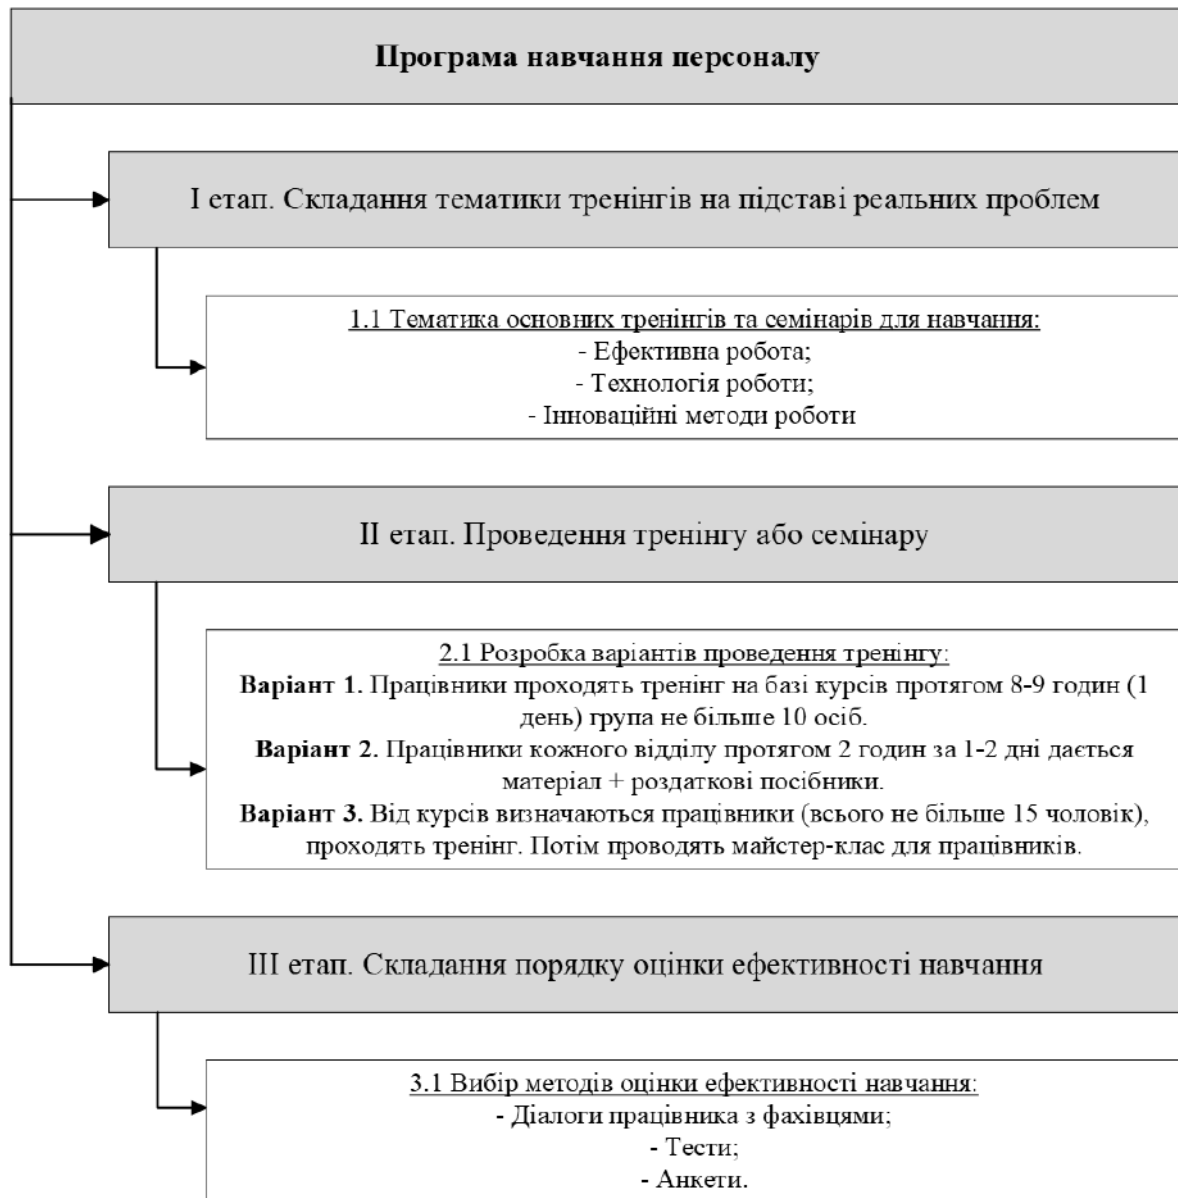 Програма навчання персоналу
I етап. Складання тематики тренінгів на підставі реальних проблем
1.1 Тематика основних тренінгів та семінарів для навчання:
- Ефективна робота;
- Технологія роботи;
- Інноваційні методи роботи
II етап. Проведення тренінгу або семінару
2.1 Розробка варіантів проведення тренінгу:
Варіант 1. Працівники проходять тренінг на базі курсів протягом 8-9 годин (1
день) група не більше 10 осіб.
Варіант 2. Працівники кожного відділу протягом 2 годин за 1-2 дні дається
матеріал + роздаткові посібники.
Варіант 3. Від курсів визначаються працівники (всього не більше 15 чоловік),
проходять тренінг. Потім проводять майстер-клас для працівників.
III етап. Складання порядку оцінки ефективності навчання
3.1 Вибір методів оцінки ефективності навчання:
- Діалоги працівника з фахівцями;
- Тести;
- Анкети.